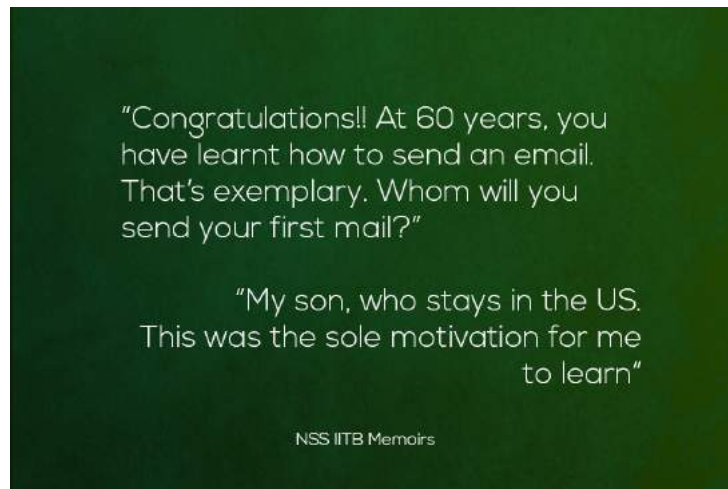 "Congratulations!! At 60 years, you
have learnt how to send an email.
That's exemplary. Whom will you
send your first mail?"
"My son, who stays in the US.
This was the sole motivation for me
to learn"
NSS IITB Memoirs